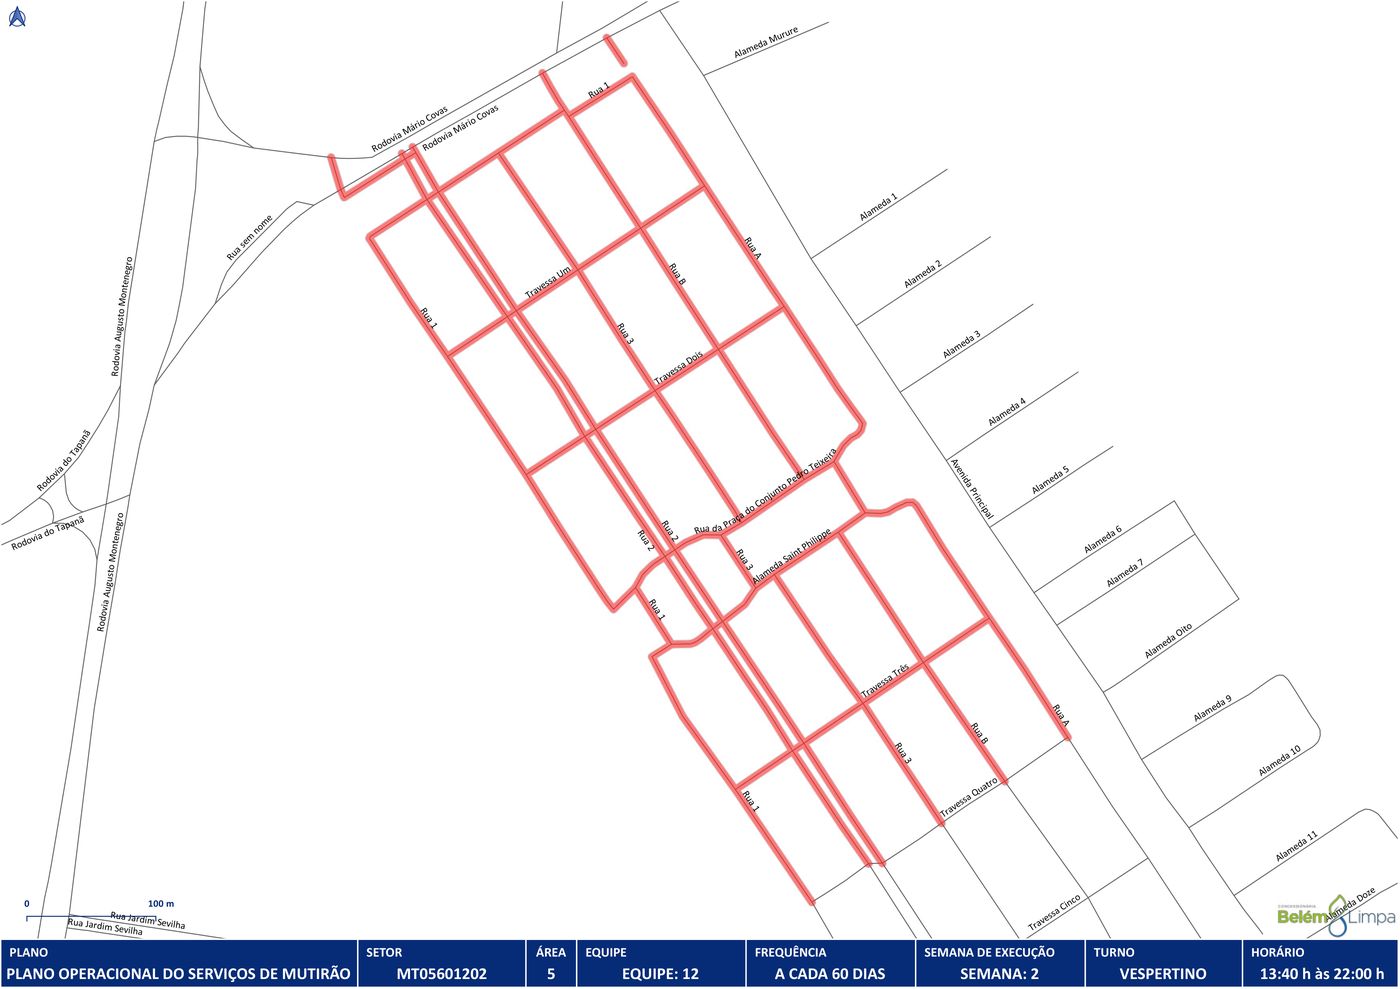 Alameda Murure
Rua 1
Rodovia Mário Covas
Rodovia Mário Covas
Alameda 1
Rua sem nome
Rua A
Alameda 2
Rua B
Travessa Um
Rodovia Augusto Montenegro
Rua 1
Rua 3
Alameda 3
Travessa Dois
Alameda 4
Rodovia do Tapanã
Rua da Praça do Conjunto Pedro Teixeira
Alameda 5
Avenida Principal
Rodovia do Tapanã
Rua 2
Rua 2
Rua 3
Alameda Saint Philippe
Alameda 6
Alameda 7
Rodovia Augusto Montenegro
Rua 1
Alameda Oito
Travessa Três
Alameda 9
Rua A
Rua B
Rua 3
Alameda 10
Travessa Quatro
Rua 1
Alameda 11
Alameda Doze
Travessa Cinco
0 100 m
Rua Jardim Sevilha
Rua Jardim Sevilha
CONCESSIONÁRIA
Belém Limpa
PLANO
PLANO OPERACIONAL DO SERVIÇOS DE MUTIRÃO
SETOR
MT05601202
ÁREA
5
EQUIPE
EQUIPE: 12
FREQUÊNCIA
A CADA 60 DIAS
SEMANA DE EXECUÇÃO
SEMANA: 2
TURNO
VESPERTINO
HORÁRIO
13:40 h às 22:00 h